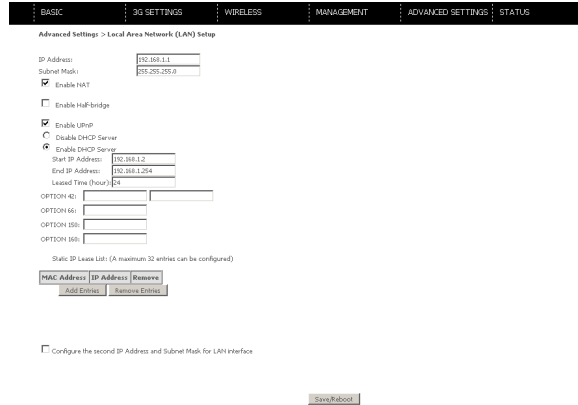 BASIC 3G SETTINGS WIRELESS MANAGEMENT ADVANCED SETTINGS STATUS
Advanced Settings > Local Area Network (LAN) Setup
IP Address: 192.168.1.1
Subnet Mask: 255.255.255.0
Enable NAT
Enable Half-bridge
Enable UPnP
Disable DHCP Server
Enable DHCP Server
Start IP Address: 192.168.1.2
End IP Address: 192.168.1.254
Leased Time (hour): 24
OPTION 42:
OPTION 66:
OPTION 150:
OPTION 160:
Static IP Lease List: (A maximum 32 entries can be configured)
MAC Address IP Address Remove
Add Entries Remove Entries
Configure the second IP Address and Subnet Mask for LAN interface
Save/Reboot